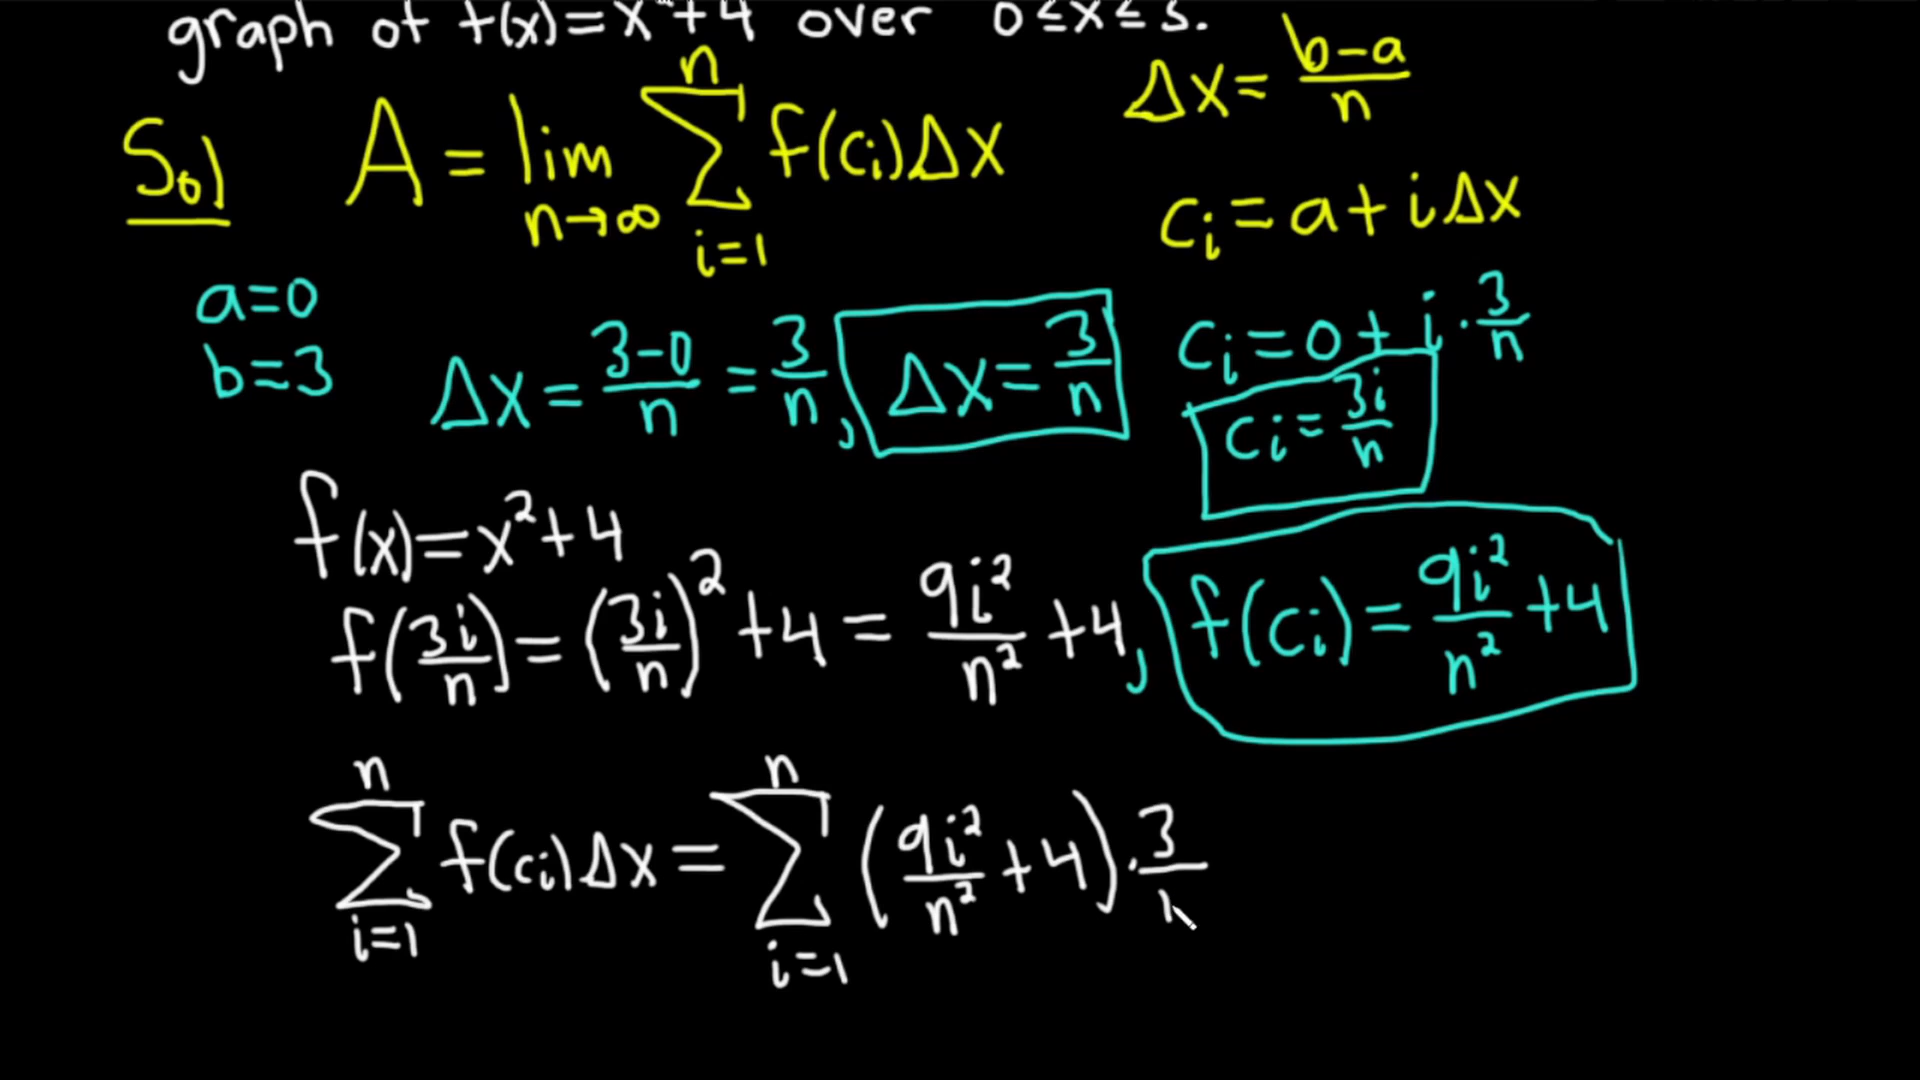 graph of f(x)=x²+4 over 0≤x≤3.
Sol A = lim n→∞ ∑ i=1 n f(cᵢ)Δx
Δx = (b-a)/n
cᵢ = a + iΔx
a=0
b=3
Δx = (3-0)/n = 3/n, Δx = 3/n
cᵢ = 0 + i · 3/n
cᵢ = 3i/n
f(x) = x²+4
f(3i/n) = (3i/n)² + 4 = 9i²/n² + 4, f(cᵢ) = 9i²/n² + 4
∑ i=1 n f(cᵢ)Δx = ∑ i=1 n (9i²/n² + 4) · 3/